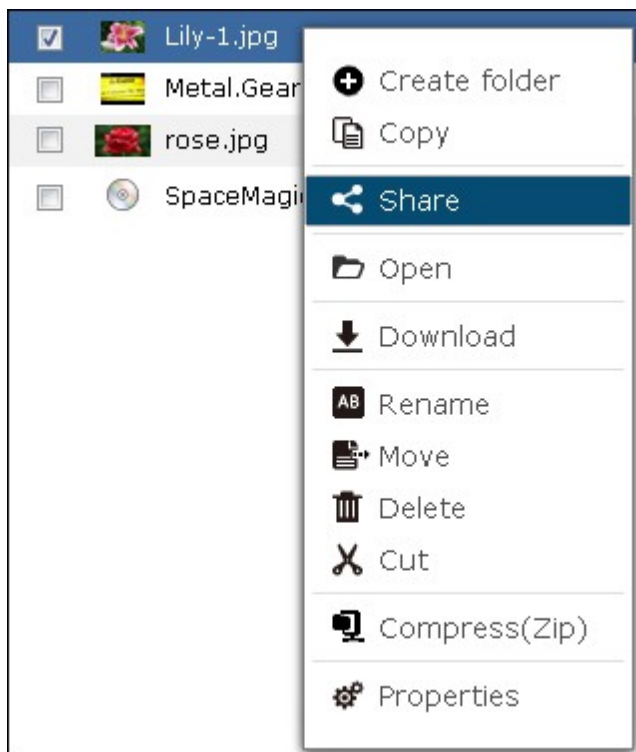 Lily-1.jpg
Metal.Gear
rose.jpg
SpaceMagi
Create folder
Copy
Share
Open
Download
AB Rename
Move
Delete
Cut
Compress(Zip)
Properties